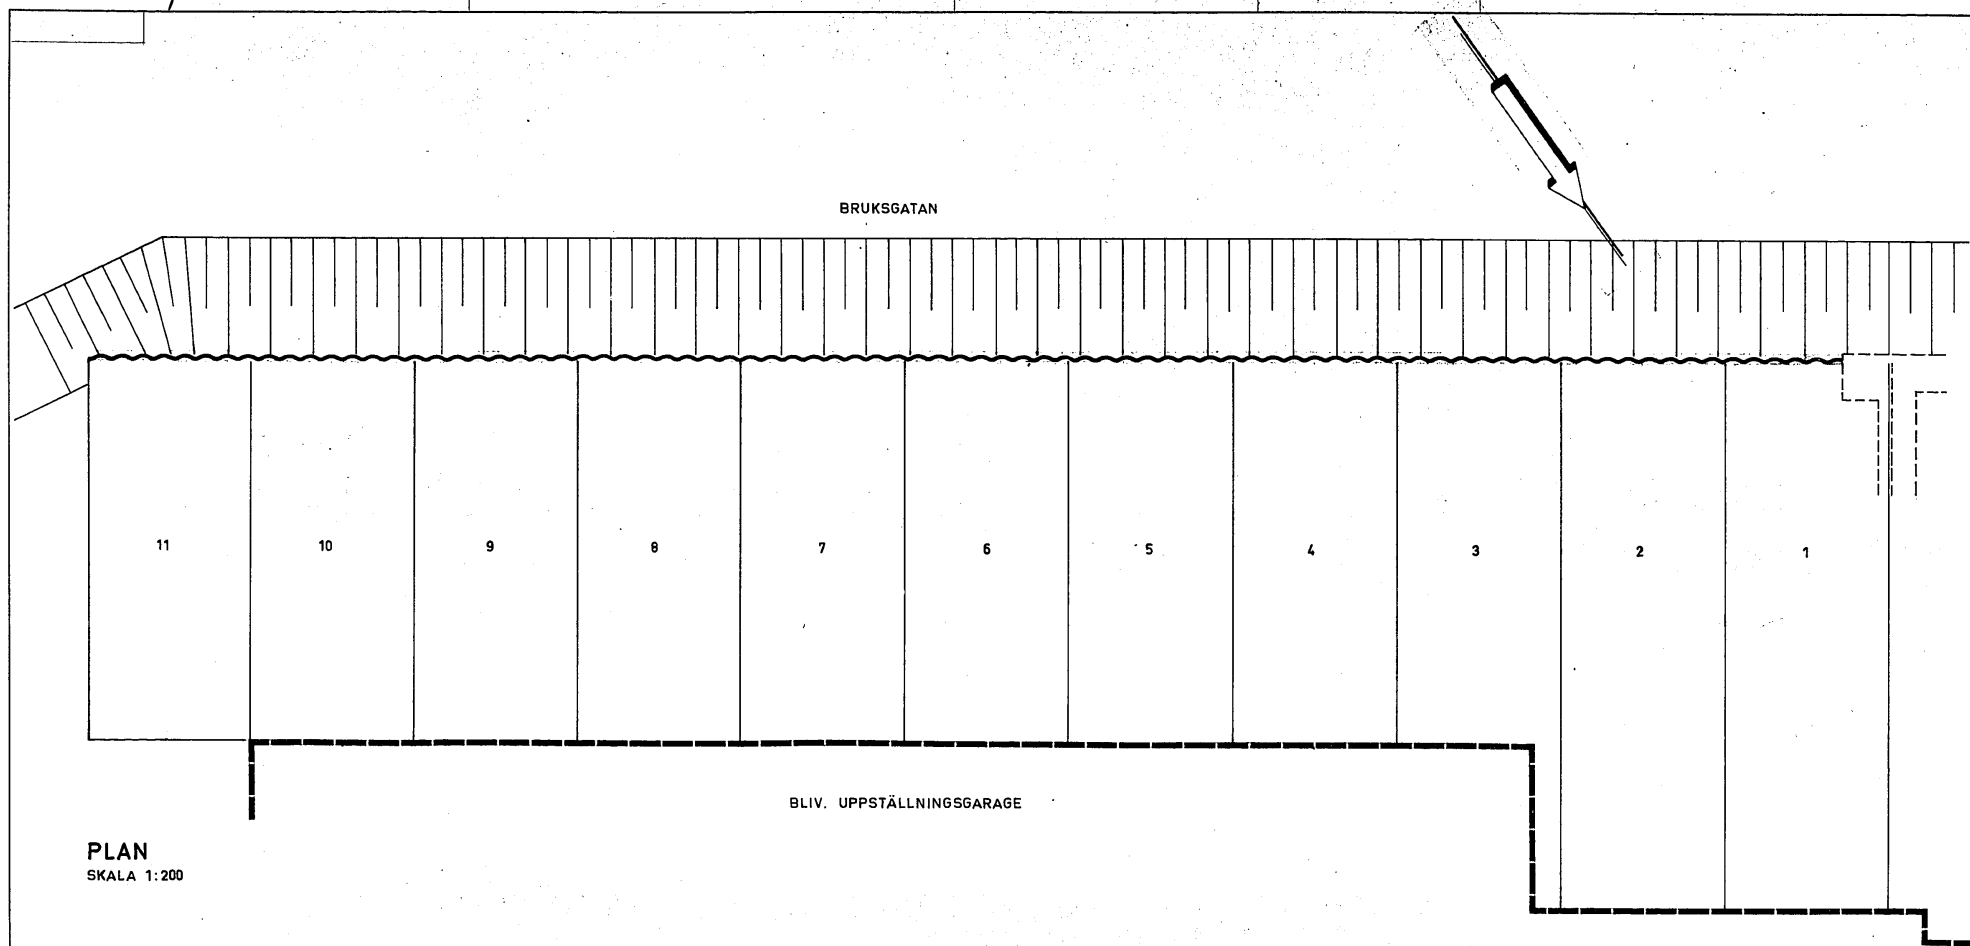 BRUKSGATAN
11 10 9 8 7 6 5 4 3 2 1
BLIV. UPPSTÄLLNINGSGARAGE
PLAN
SKALA 1:200